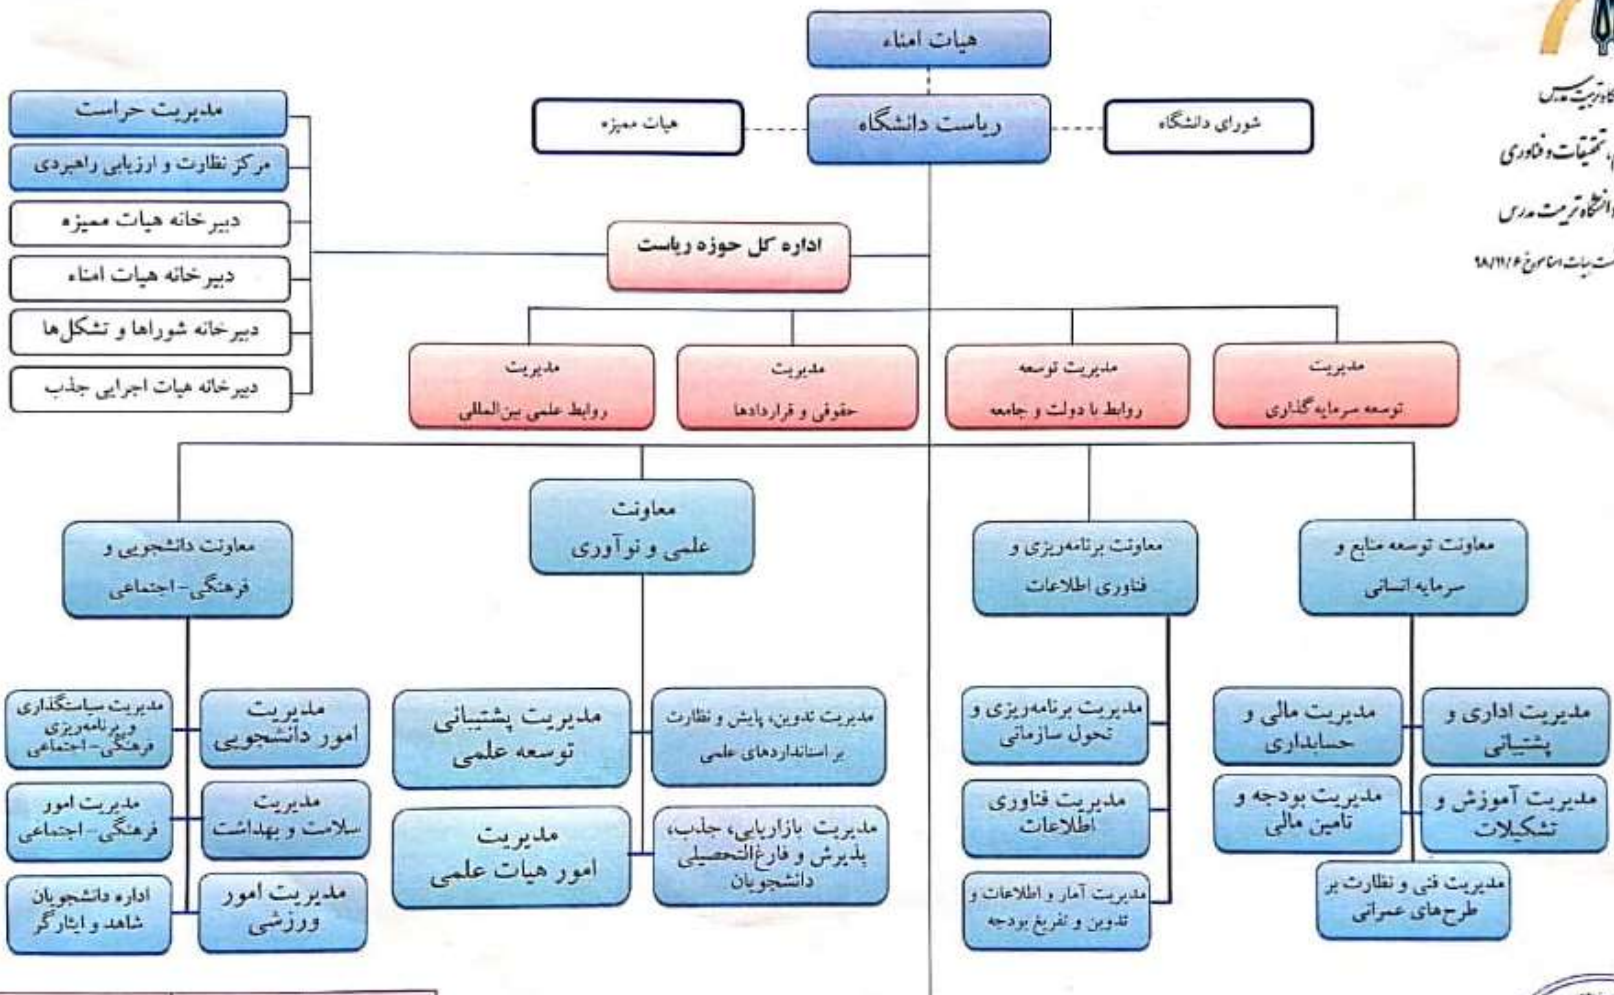 هیات امناء
ریاست دانشگاه
شورای دانشگاه
هیات ممیزه
تربیت مدرس
تحقیقات و فناوری
دانشگاه تربیت مدرس
مدیریت حراست
مرکز نظارت و ارزیابی راهبردی
دبیرخانه هیات ممیزه
دبیرخانه هیات امناء
دبیرخانه شوراها و تشکل‌ها
دبیرخانه هیات اجرایی جذب
اداره کل حوزه ریاست
مدیریت
توسعه سرمایه‌گذاری
مدیریت توسعه
روابط با دولت و جامعه
مدیریت
حقوقی و قراردادها
مدیریت
روابط علمی بین‌المللی
معاونت توسعه منابع و
سرمایه انسانی
معاونت برنامه‌ریزی و
فناوری اطلاعات
معاونت
علمی و نوآوری
معاونت دانشجویی و
فرهنگی- اجتماعی
مدیریت اداری و
پشتیبانی
مدیریت مالی و
حسابداری
مدیریت آموزش و
تشکیلات
مدیریت بودجه و
تامین مالی
مدیریت فنی و نظارت بر
طرح‌های عمرانی
مدیریت برنامه‌ریزی و
تحول سازمانی
مدیریت فناوری
اطلاعات
مدیریت آمار و اطلاعات و
تدوین و تفریغ بودجه
مدیریت تدوین، پایش و نظارت
بر استانداردهای علمی
مدیریت پشتیبانی
توسعه علمی
مدیریت بازاریابی، جذب،
پذیرش و فارغ‌التحصیلی
دانشجویان
مدیریت
امور هیات علمی
مدیریت
امور دانشجویی
مدیریت سیاستگذاری
و برنامه‌ریزی
فرهنگی- اجتماعی
مدیریت
سلامت و بهداشت
مدیریت امور
فرهنگی- اجتماعی
مدیریت امور
ورزشی
اداره دانشجویان
شاهد و ایثارگر